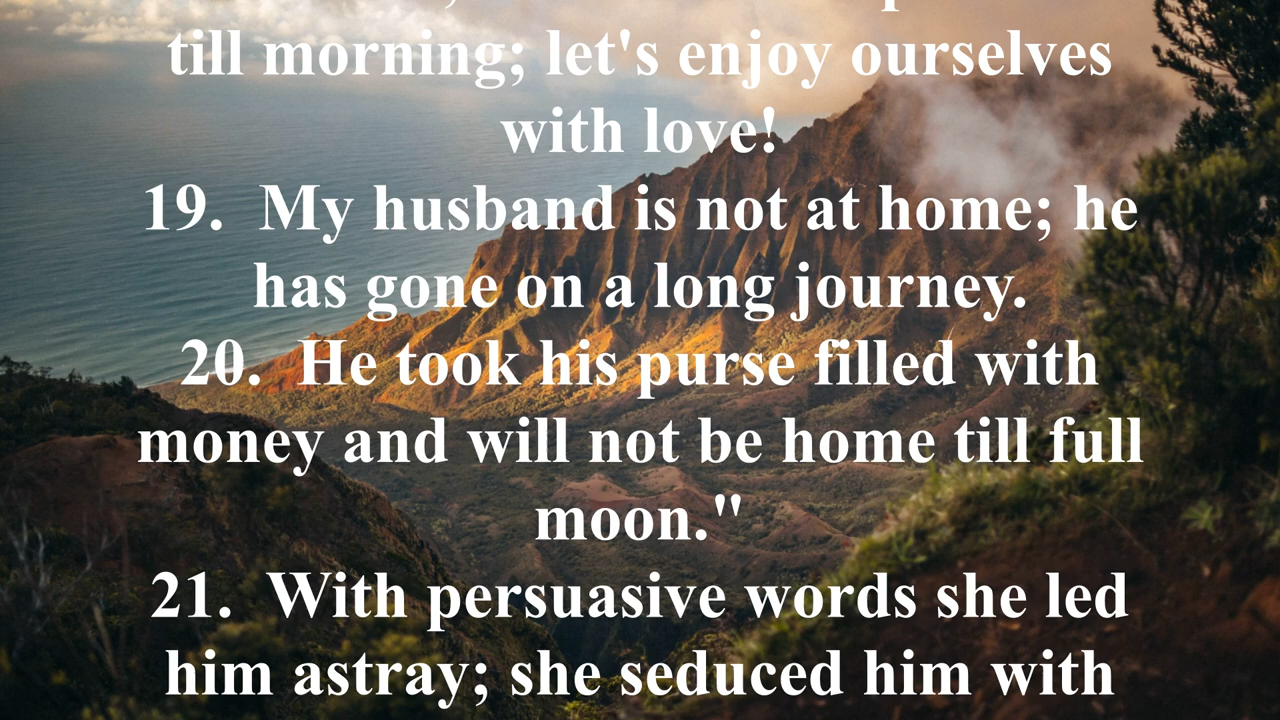 till morning; let's enjoy ourselves
with love!
19.  My husband is not at home; he
has gone on a long journey.
20.  He took his purse filled with
money and will not be home till full
moon."
21.  With persuasive words she led
him astray; she seduced him with